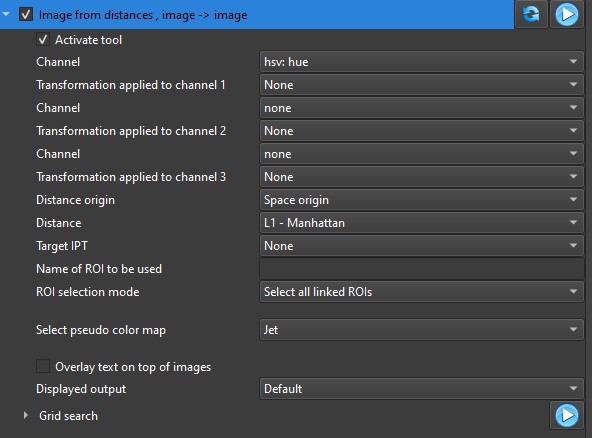 Image from distances , image -> image
Activate tool
Channel hsv: hue
Transformation applied to channel 1 None
Channel none
Transformation applied to channel 2 None
Channel none
Transformation applied to channel 3 None
Distance origin Space origin
Distance L1 - Manhattan
Target IPT None
Name of ROI to be used
ROI selection mode Select all linked ROIs
Select pseudo color map Jet
Overlay text on top of images
Displayed output Default
Grid search